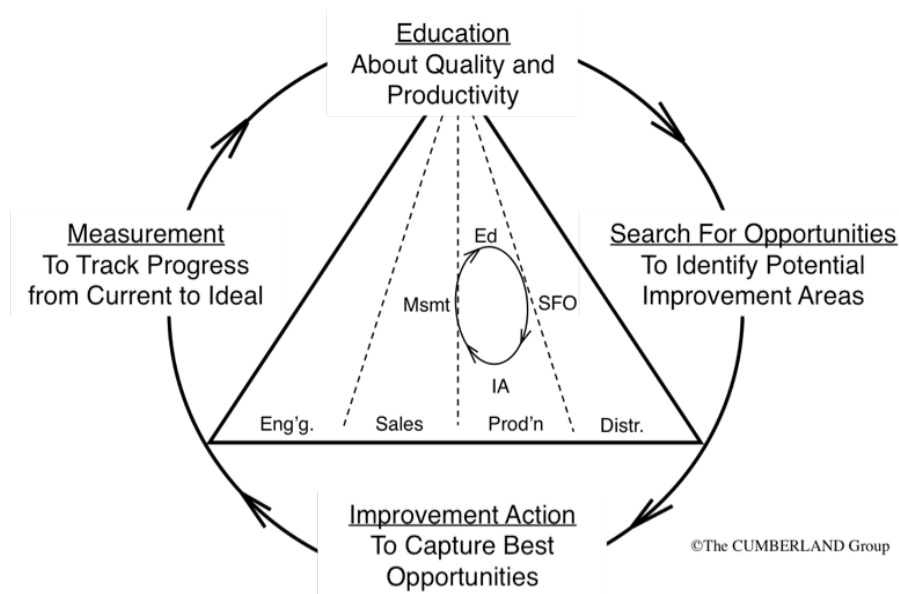 Education
About Quality and
Productivity
Measurement
To Track Progress
from Current to Ideal
Search For Opportunities
To Identify Potential
Improvement Areas
Ed
Msmt
SFO
IA
Eng'g.
Sales
Prod'n
Distr.
Improvement Action
To Capture Best
Opportunities
©The CUMBERLAND Group